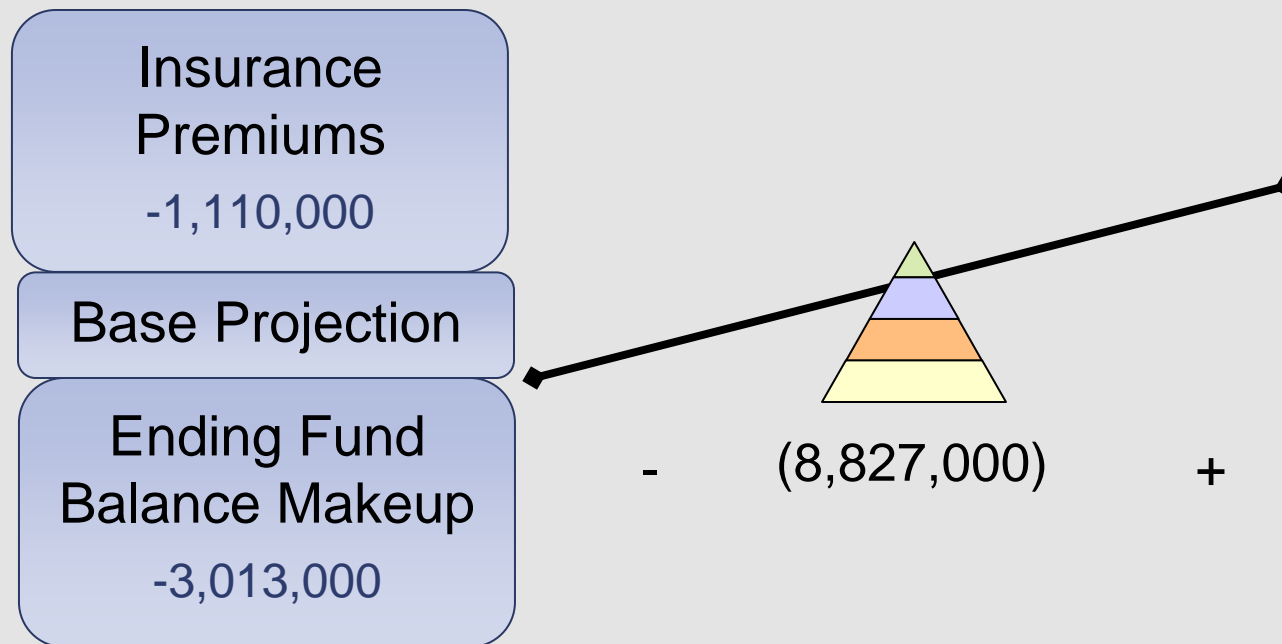 Insurance
Premiums
-1,110,000
Base Projection
Ending Fund
Balance Makeup
-3,013,000
- (8,827,000) +